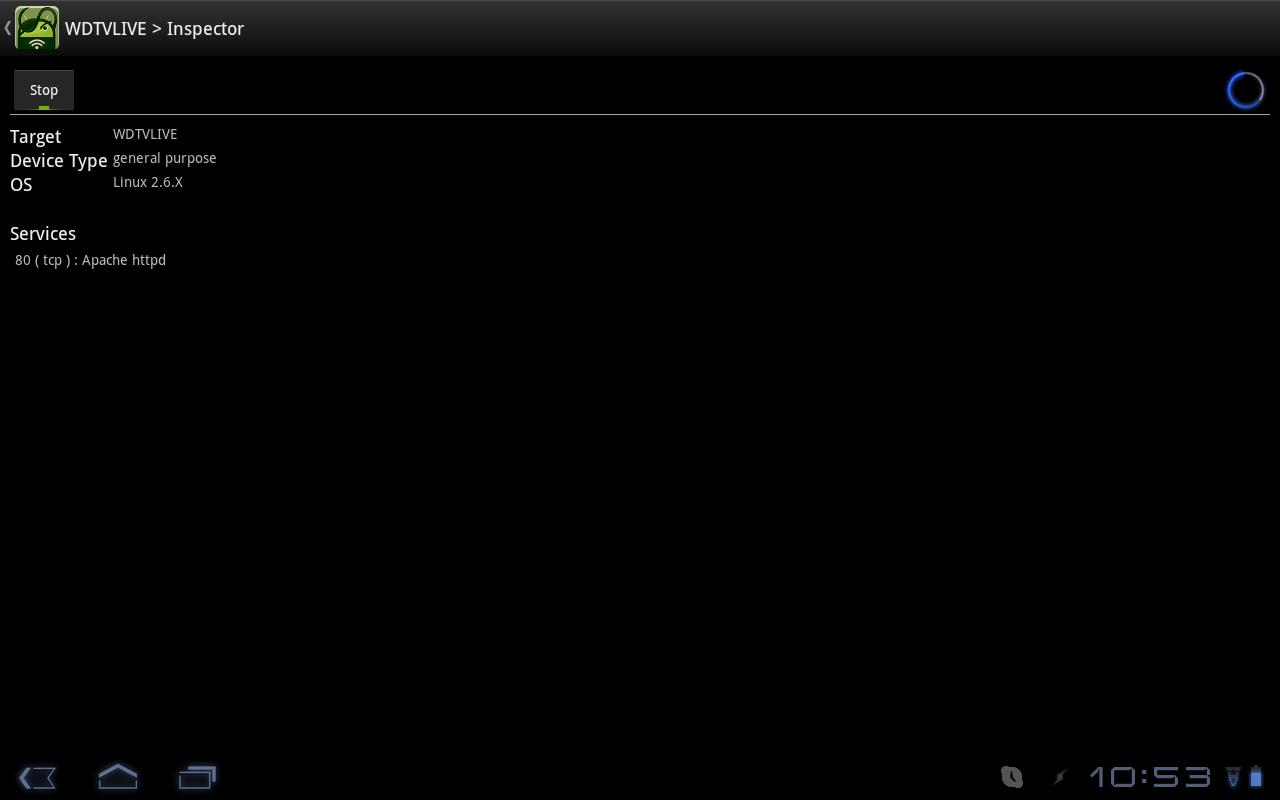 WDTVLIVE > Inspector
Stop
Target WDTVLIVE
Device Type general purpose
OS Linux 2.6.X
Services
80 ( tcp ) : Apache httpd
10:53